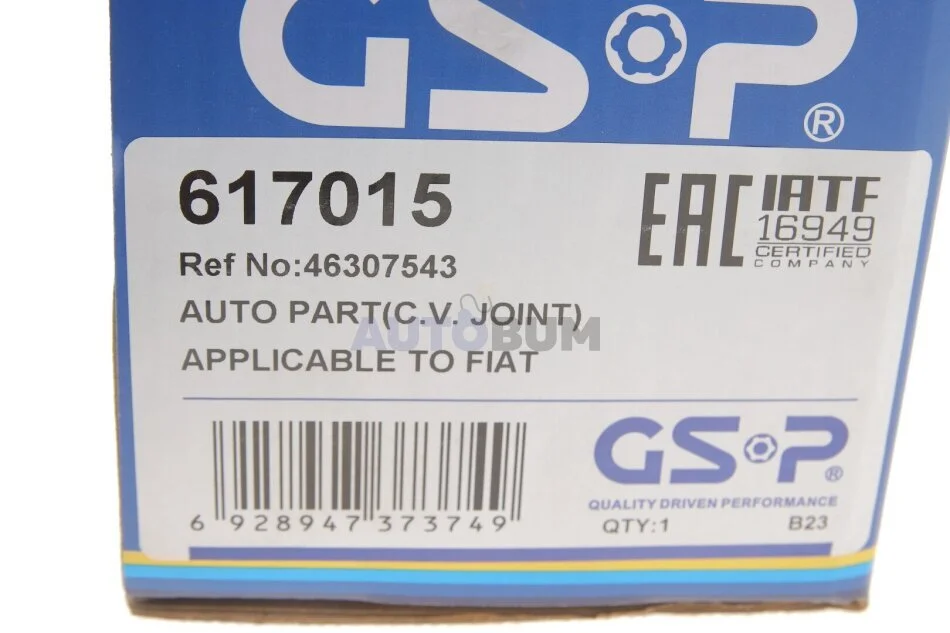 GSP®
617015
Ref No:46307543
AUTO PART(C.V. JOINT)
APPLICABLE TO FIAT
EAC
IATF
16949
CERTIFIED
COMPANY
AUTOBUM
6 928947 373749
GSP®
QUALITY DRIVEN PERFORMANCE
QTY:1 B23